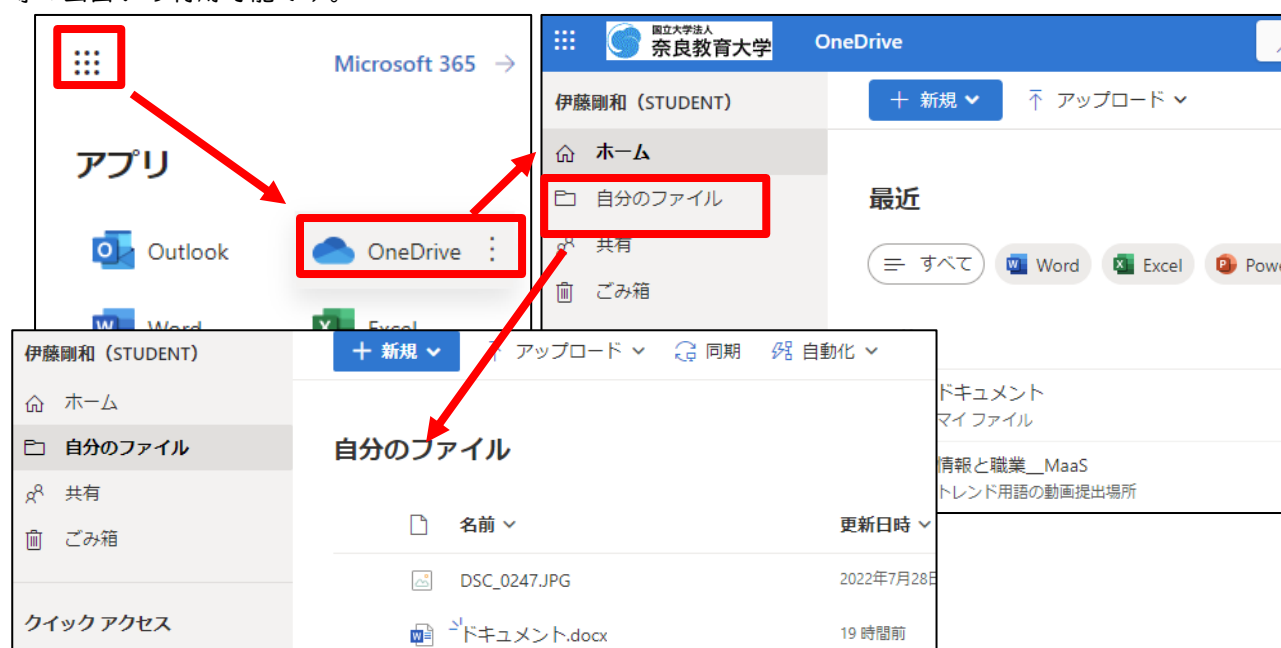 Microsoft 365 →
アプリ
Outlook
OneDrive
Word
Excel
国立大学法人
奈良教育大学
OneDrive
伊藤剛和（STUDENT）
ホーム
自分のファイル
共有
ごみ箱
＋ 新規
アップロード
最近
すべて
Word
Excel
ドキュメント
マイ ファイル
情報と職業__MaaS
トレンド用語の動画提出場所
伊藤剛和（STUDENT）
ホーム
自分のファイル
共有
ごみ箱
クイック アクセス
＋ 新規
アップロード
同期
自動化
自分のファイル
名前
更新日時
DSC_0247.JPG
2022年7月28日
ドキュメント.docx
19 時間前